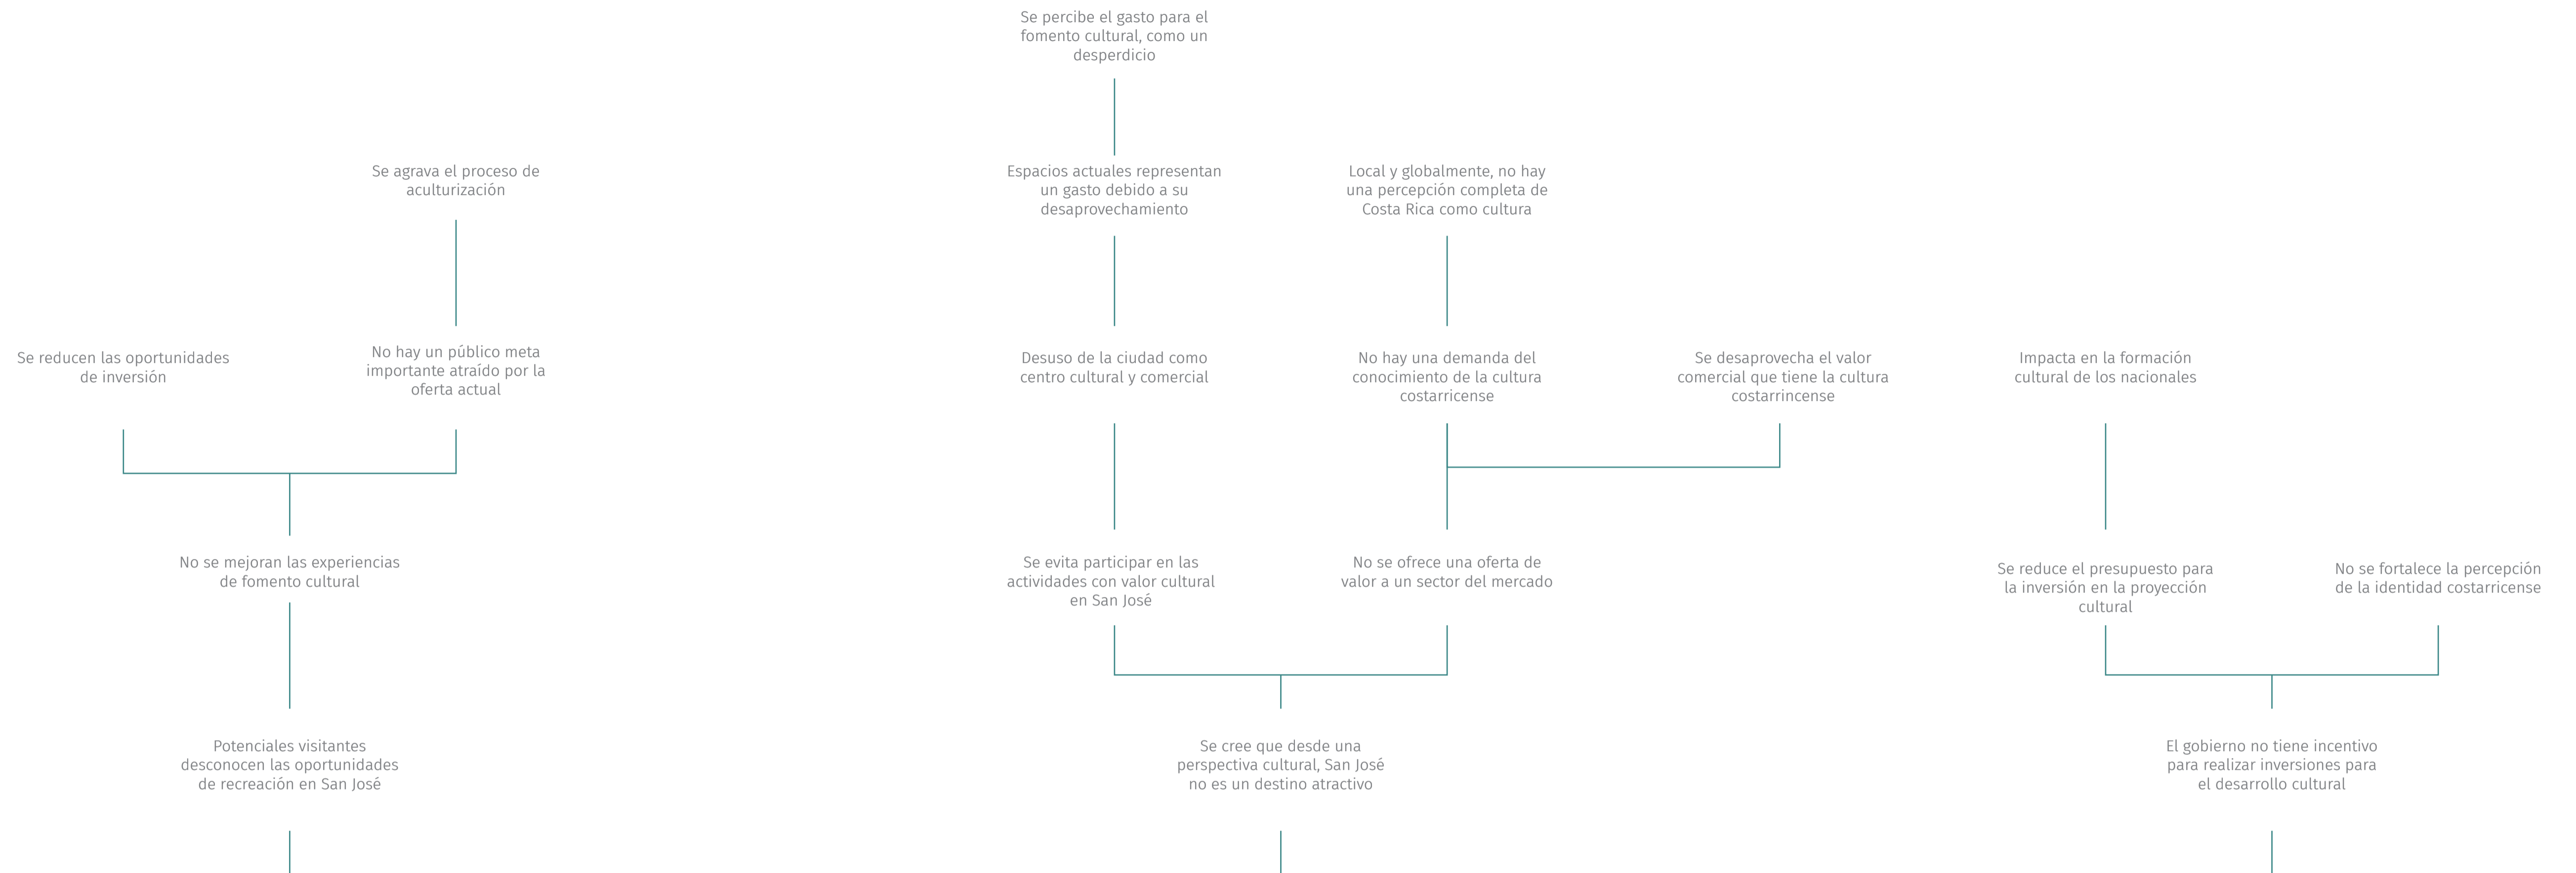 Se percibe el gasto para el
fomento cultural, como un
desperdicio
Se agrava el proceso de
aculturización
Espacios actuales representan
un gasto debido a su
desaprovechamiento
Local y globalmente, no hay
una percepción completa de
Costa Rica como cultura
Se reducen las oportunidades
de inversión
No hay un público meta
importante atraído por la
oferta actual
Desuso de la ciudad como
centro cultural y comercial
No hay una demanda del
conocimiento de la cultura
costarricense
Se desaprovecha el valor
comercial que tiene la cultura
costarrincense
Impacta en la formación
cultural de los nacionales
No se mejoran las experiencias
de fomento cultural
Se evita participar en las
actividades con valor cultural
en San José
No se ofrece una oferta de
valor a un sector del mercado
Se reduce el presupuesto para
la inversión en la proyección
cultural
No se fortalece la percepción
de la identidad costarricense
Potenciales visitantes
desconocen las oportunidades
de recreación en San José
Se cree que desde una
perspectiva cultural, San José
no es un destino atractivo
El gobierno no tiene incentivo
para realizar inversiones para
el desarrollo cultural